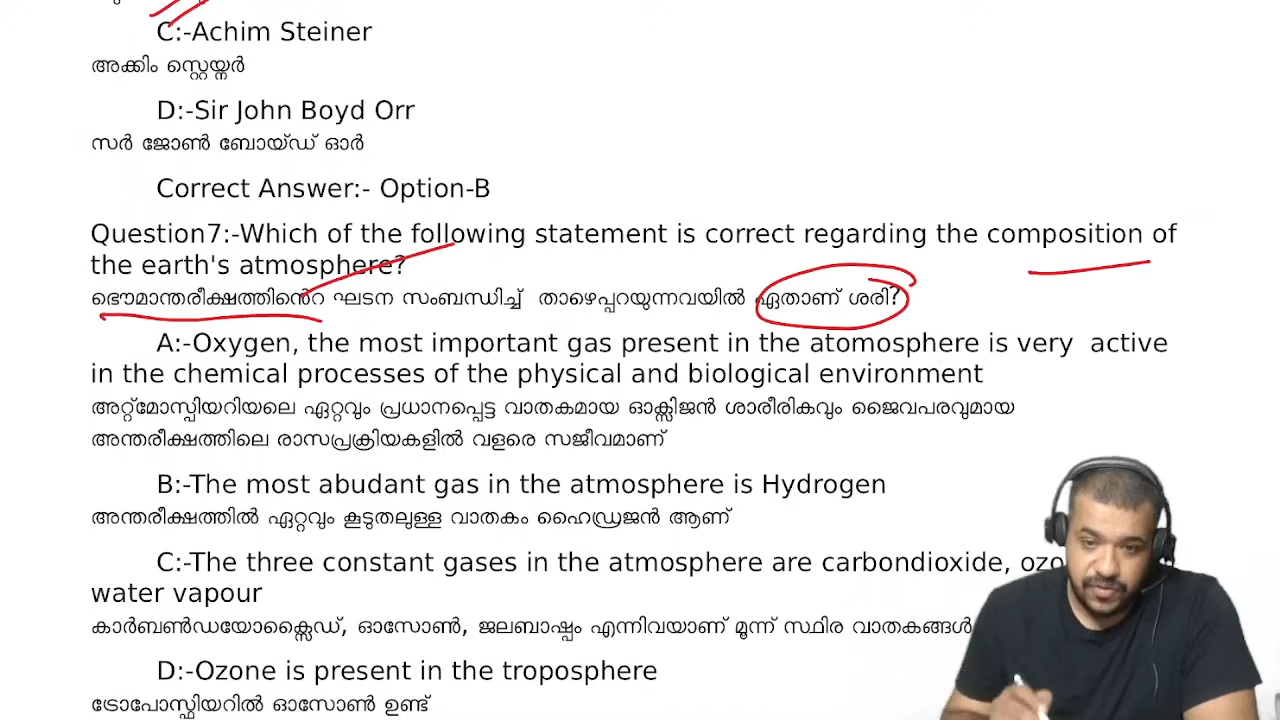 C:-Achim Steiner
അക്കിം സ്റ്റെയ്നർ
D:-Sir John Boyd Orr
സർ ജോൺ ബോയ്ഡ് ഓർ
Correct Answer:- Option-B
Question7:-Which of the following statement is correct regarding the composition of
the earth's atmosphere?
ഭൌമാന്തരീക്ഷത്തിൻെറ ഘടന സംബന്ധിച്ച് താഴെപ്പറയുന്നവയിൽ ഏതാണ് ശരി?
A:-Oxygen, the most important gas present in the atomosphere is very active
in the chemical processes of the physical and biological environment
അറ്റ്മോസ്പിയറിയലെ ഏറ്റവും പ്രധാനപ്പെട്ട വാതകമായ ഓക്സിജൻ ശാരീരികവും ജൈവപരവുമായ
അന്തരീക്ഷത്തിലെ രാസപ്രക്രിയകളിൽ വളരെ സജീവമാണ്
B:-The most abudant gas in the atmosphere is Hydrogen
അന്തരീക്ഷത്തിൽ ഏറ്റവും കൂടുതലുള്ള വാതകം ഹൈഡ്രജൻ ആണ്
C:-The three constant gases in the atmosphere are carbondioxide,
water vapour
കാർബൺഡയോക്സൈഡ്, ഓസോൺ, ജലബാഷ്പം എന്നിവയാണ് മൂന്ന് സ്ഥിര വാതകങ്ങൾ
D:-Ozone is present in the troposphere
ട്രോപോസ്ഫിയറിൽ ഓസോൺ ഉണ്ട്